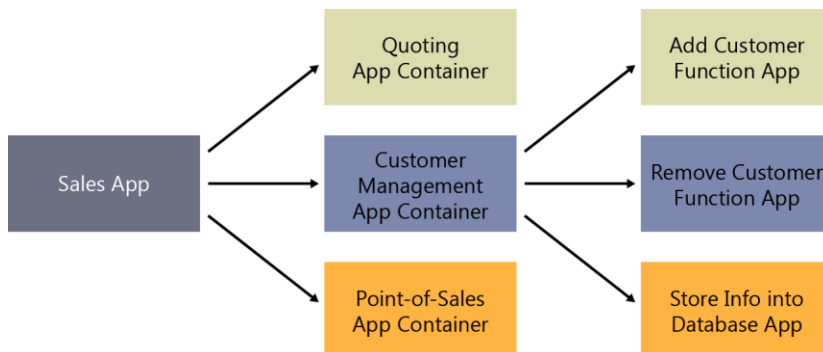 Sales App
Quoting
App Container
Customer
Management
App Container
Point-of-Sales
App Container
Add Customer
Function App
Remove Customer
Function App
Store Info into
Database App